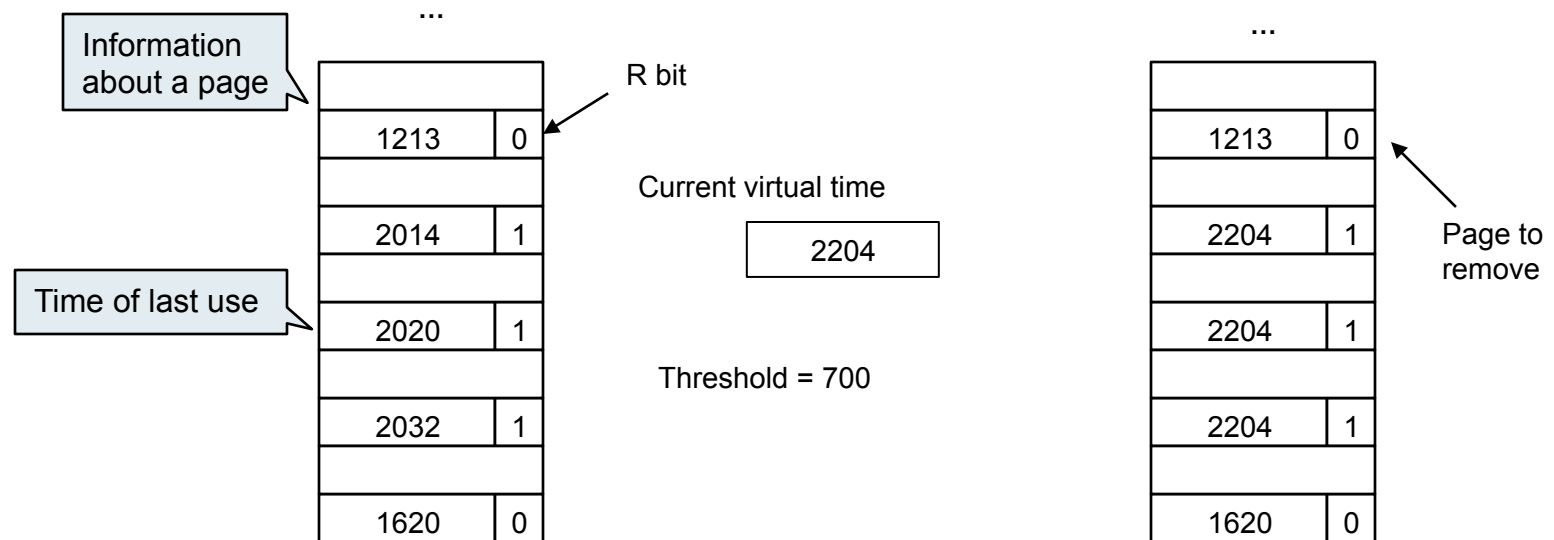 ...
Information
about a page
R bit
1213 0
2014 1
Time of last use
2020 1
2032 1
1620 0
Current virtual time
2204
Threshold = 700
...
1213 0
2204 1
2204 1
2204 1
1620 0
Page to
remove